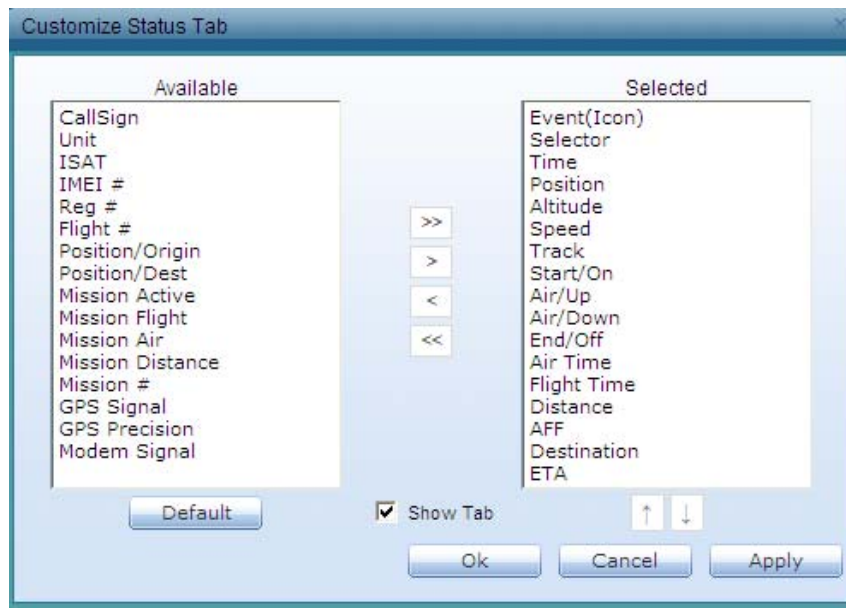 Customize Status Tab
Available
CallSign
Unit
ISAT
IMEI #
Reg #
Flight #
Position/Origin
Position/Dest
Mission Active
Mission Flight
Mission Air
Mission Distance
Mission #
GPS Signal
GPS Precision
Modem Signal
Default
>>
>
<
<<
Show Tab
Selected
Event(Icon)
Selector
Time
Position
Altitude
Speed
Track
Start/On
Air/Up
Air/Down
End/Off
Air Time
Flight Time
Distance
AFF
Destination
ETA
↑ ↓
Ok Cancel Apply